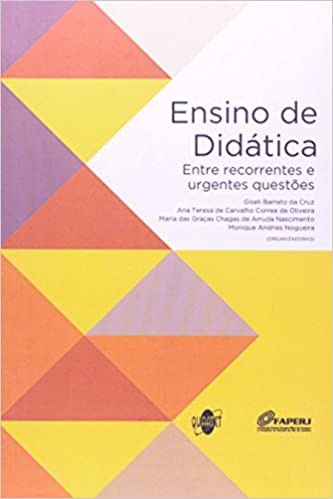 Ensino de
Didática
Entre recorrentes e
urgentes questões
Giseli Barreto da Cruz
Ana Teresa de Carvalho Correa de Oliveira
Maria das Graças Chagas de Arruda Nascimento
Monique Andries Nogueira
(ORGANIZADORAS)
QUARTET
FAPERJ